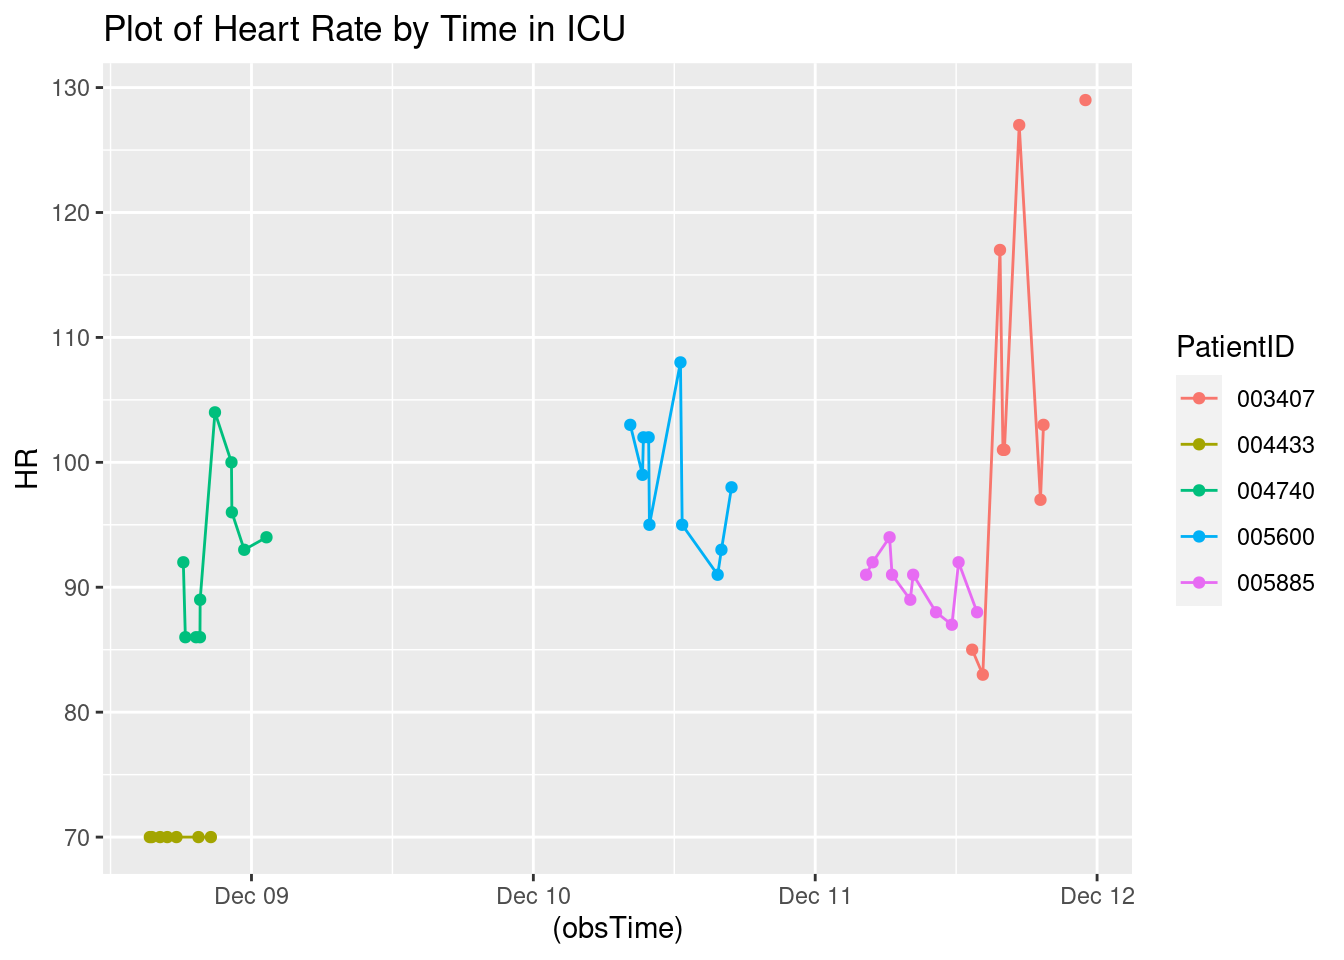 Plot of Heart Rate by Time in ICU
130
120
110
100
90
80
70
HR
Dec 09
Dec 10
Dec 11
Dec 12
(obsTime)
PatientID
003407
004433
004740
005600
005885